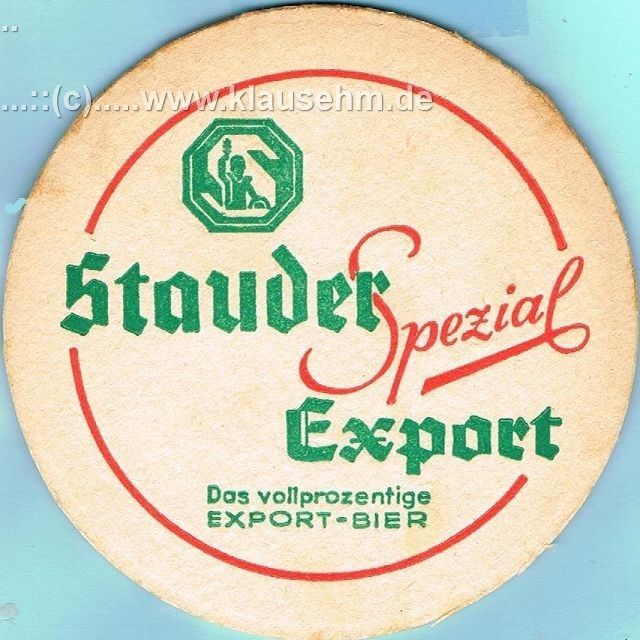 ..
...::(c).....www.klausehm.de
Stauder
Spezial
Export
Das vollprozentige
EXPORT-BIER